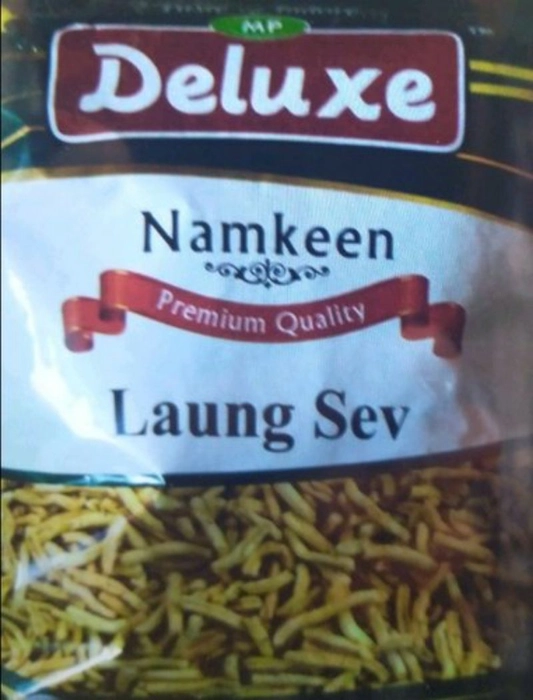 MP
Deluxe
Namkeen
Premium Quality
Laung Sev